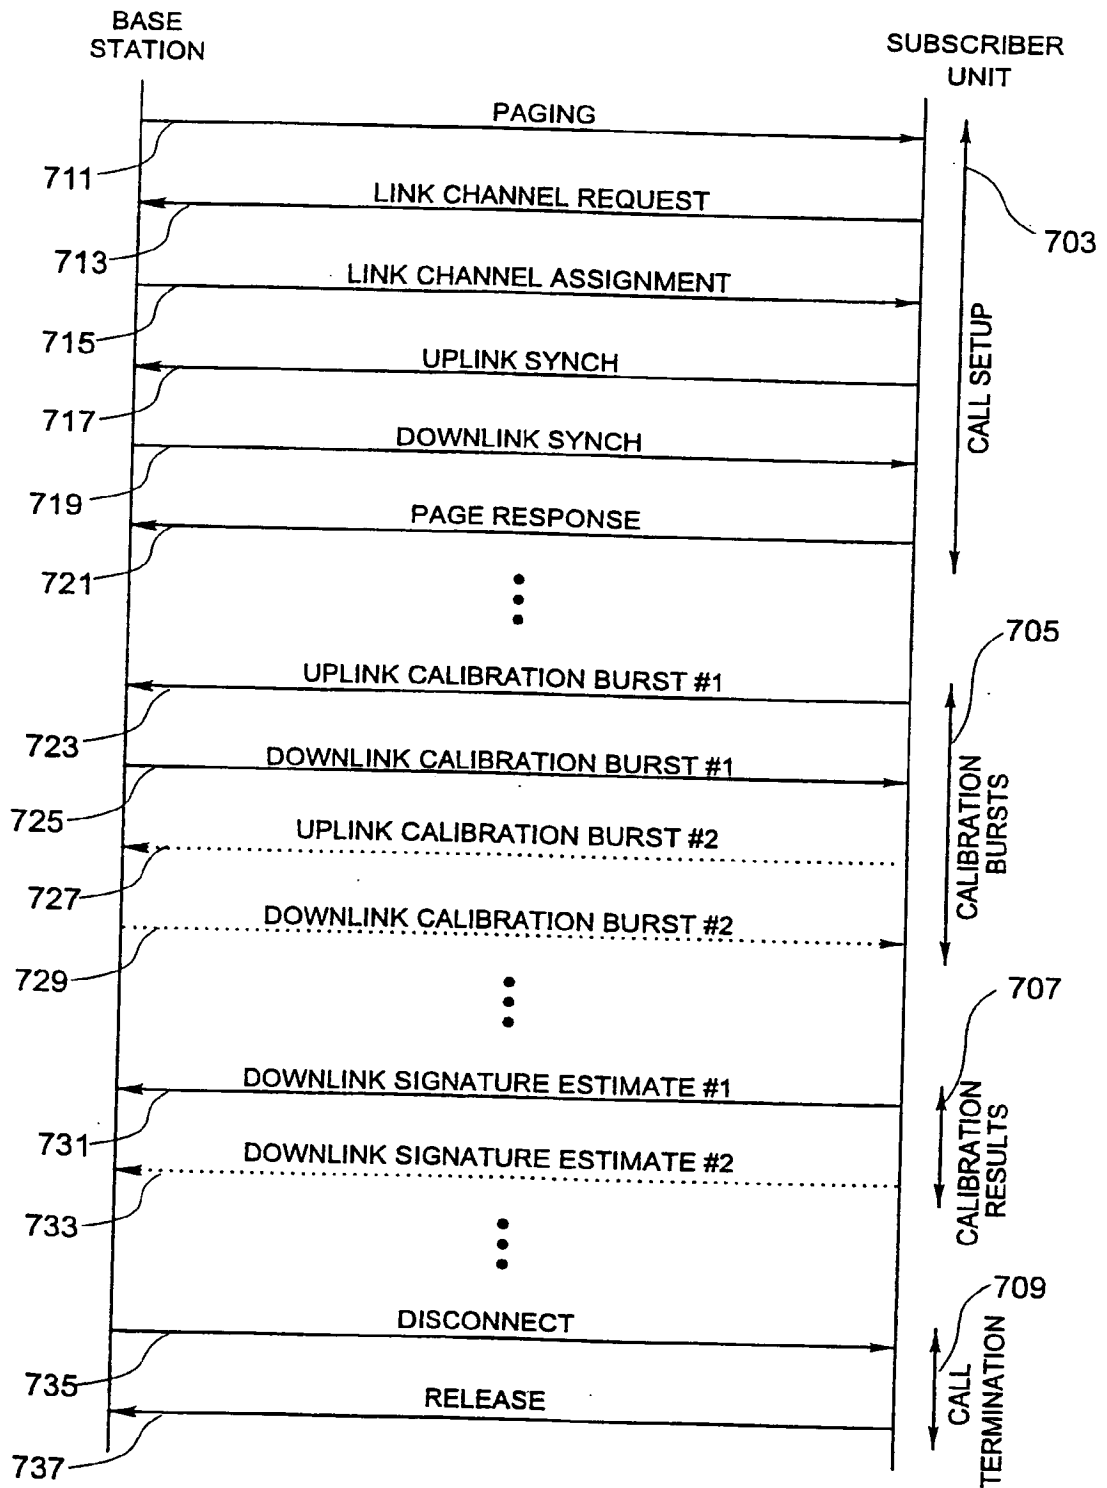 BASE
STATION
SUBSCRIBER
UNIT
PAGING
711
LINK CHANNEL REQUEST
703
713
LINK CHANNEL ASSIGNMENT
715
UPLINK SYNCH
CALL SETUP
717
DOWNLINK SYNCH
719
PAGE RESPONSE
721
705
UPLINK CALIBRATION BURST #1
723
DOWNLINK CALIBRATION BURST #1
725
CALIBRATION
BURSTS
UPLINK CALIBRATION BURST #2
727
DOWNLINK CALIBRATION BURST #2
729
707
DOWNLINK SIGNATURE ESTIMATE #1
731
CALIBRATION
RESULTS
DOWNLINK SIGNATURE ESTIMATE #2
733
709
DISCONNECT
735
CALL
TERMINATION
RELEASE
737